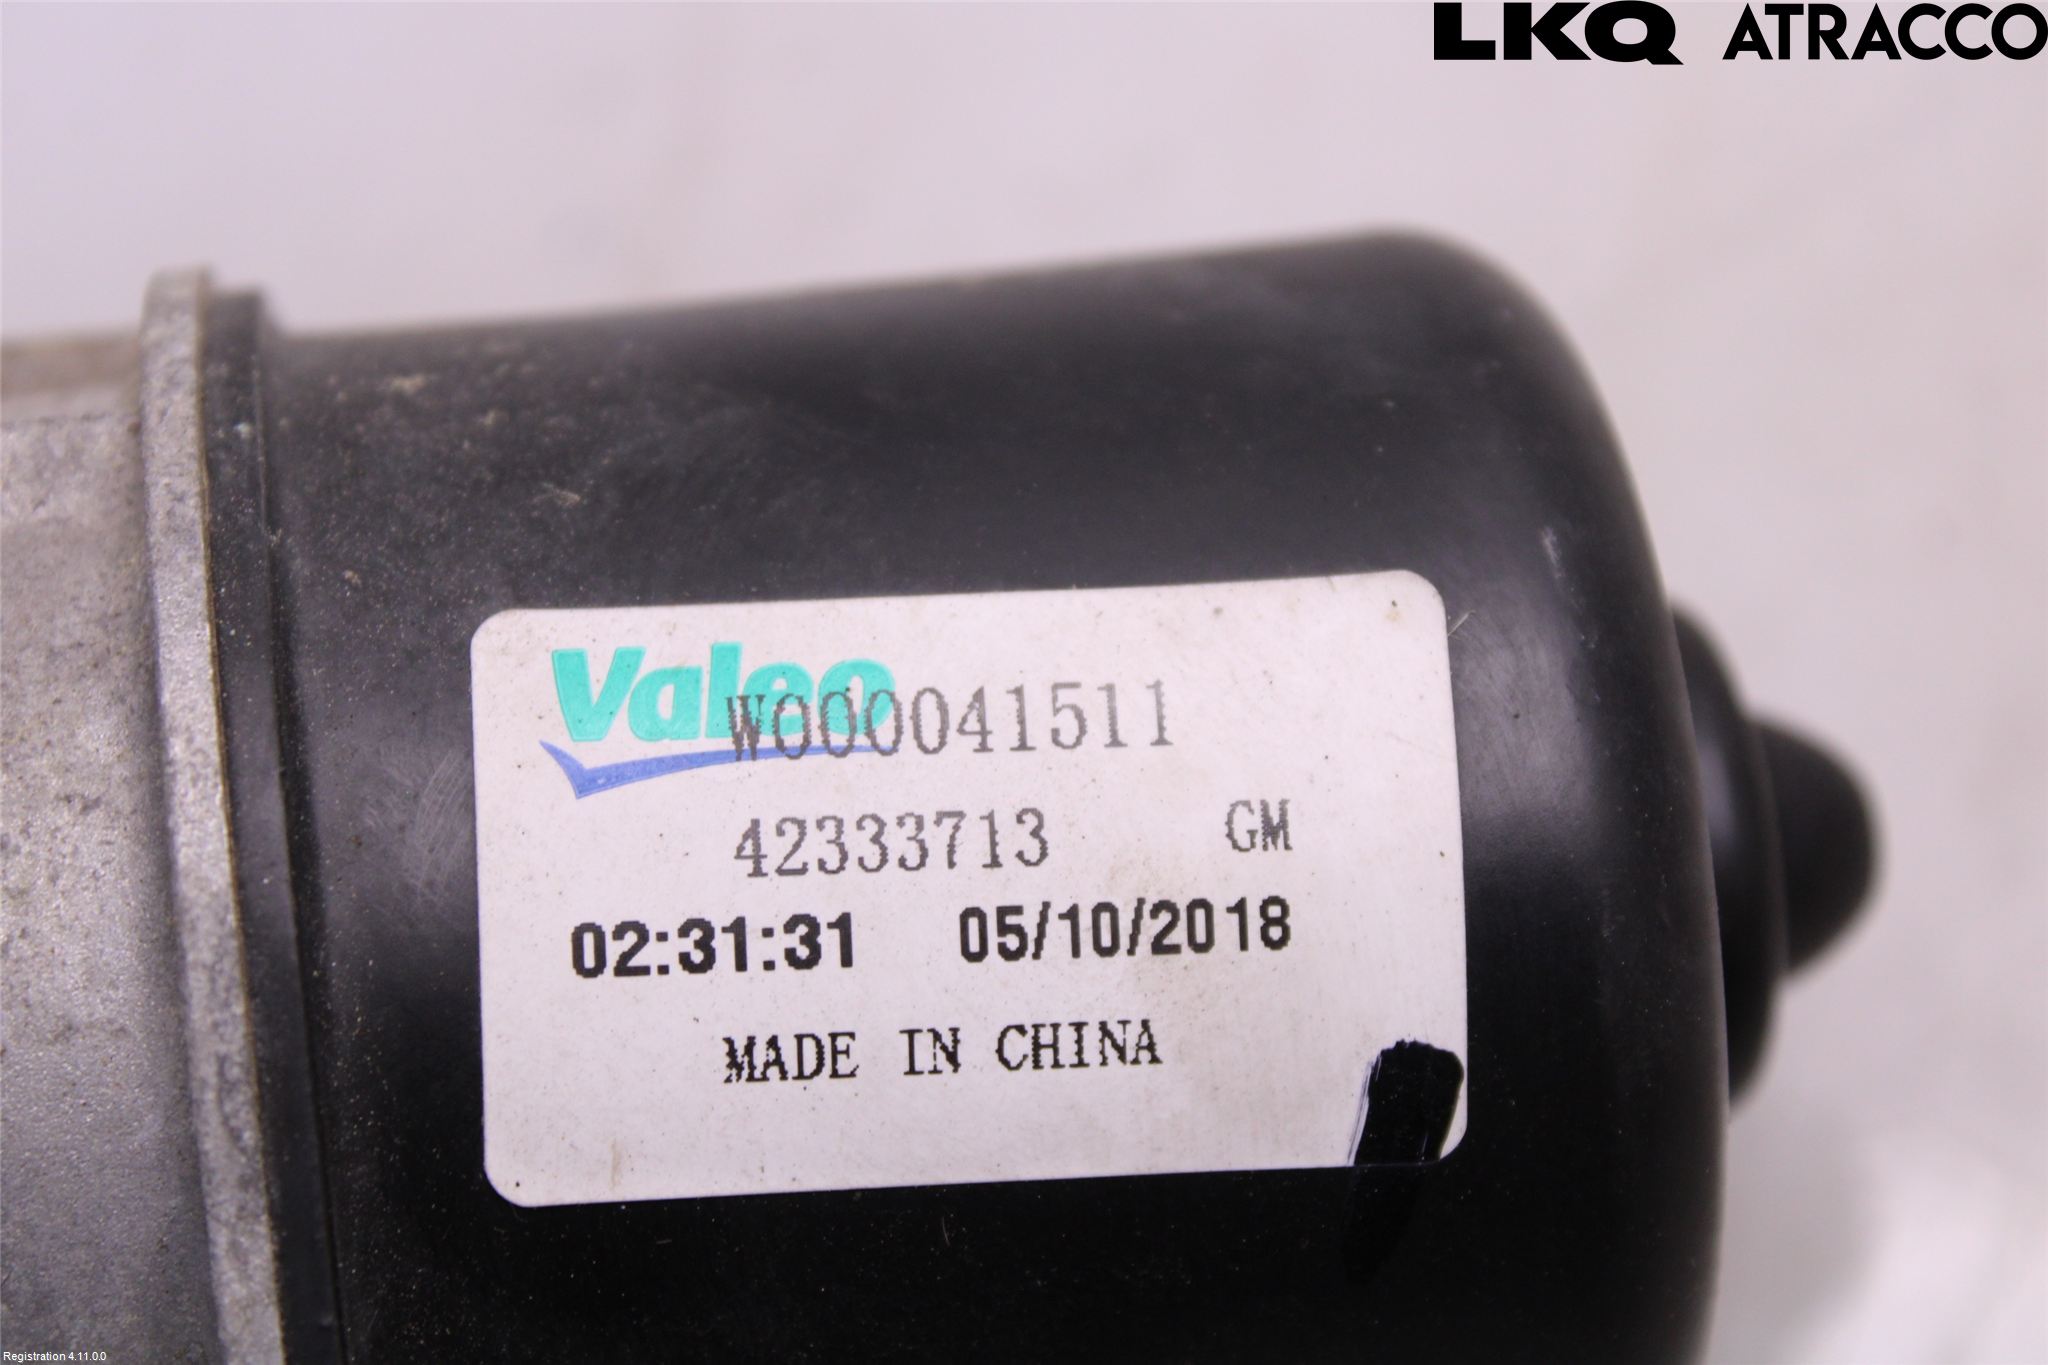 LKQ ATRACCO
Valeo
W000041511
42333713 GM
02:31:31 05/10/2018
MADE IN CHINA
Registration 4.11.0.0